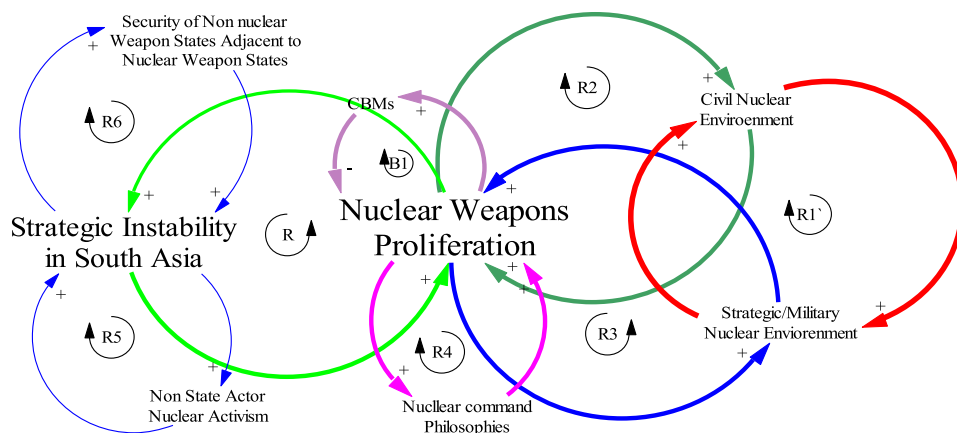 Security of Non nuclear
Weapon States Adjacent to
Nuclear Weapon States
+
+
R6
+
+
Strategic Instability
in South Asia
+
R5
+
Non State Actor
Nuclear Activism
R
CBMs
+
-
B1
Nuclear Weapons
Proliferation
+
+
+
+
R4
+
Nucllear command
Philosophies
R2
+
Civil Nuclear
Enviroenment
+
R1`
R3
Strategic/Military
Nuclear Enviorenment
+
+